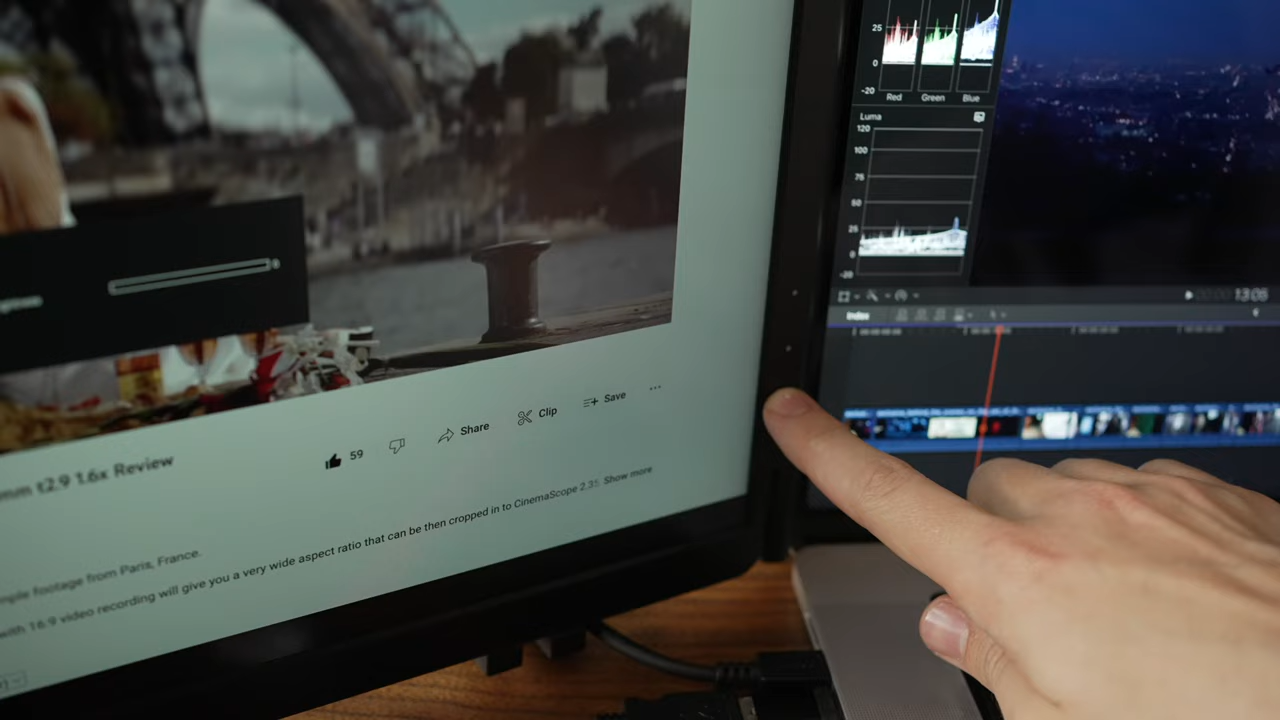 25
0
-20
Red Green Blue
Luma
120
100
75
50
25
0
-20
13:05
Index
59
Share
Clip
Save
t2.9 1.6x Review
footage from Paris, France.
with 16:9 video recording will give you a very wide aspect ratio that can be then cropped in to CinemaScope 2.35 Show more